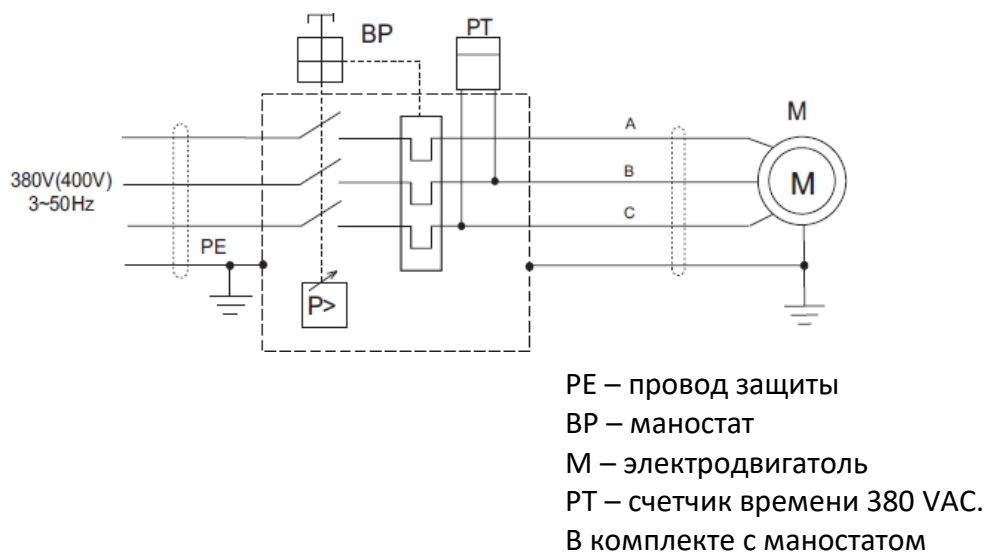 BP
PT
A
M
B
380V(400V)
3~50Hz
M
C
PE
P>
PE – провод защиты
BP – маностат
M – электродвигатоль
PT – счетчик времени 380 VAC.
В комплекте с маностатом